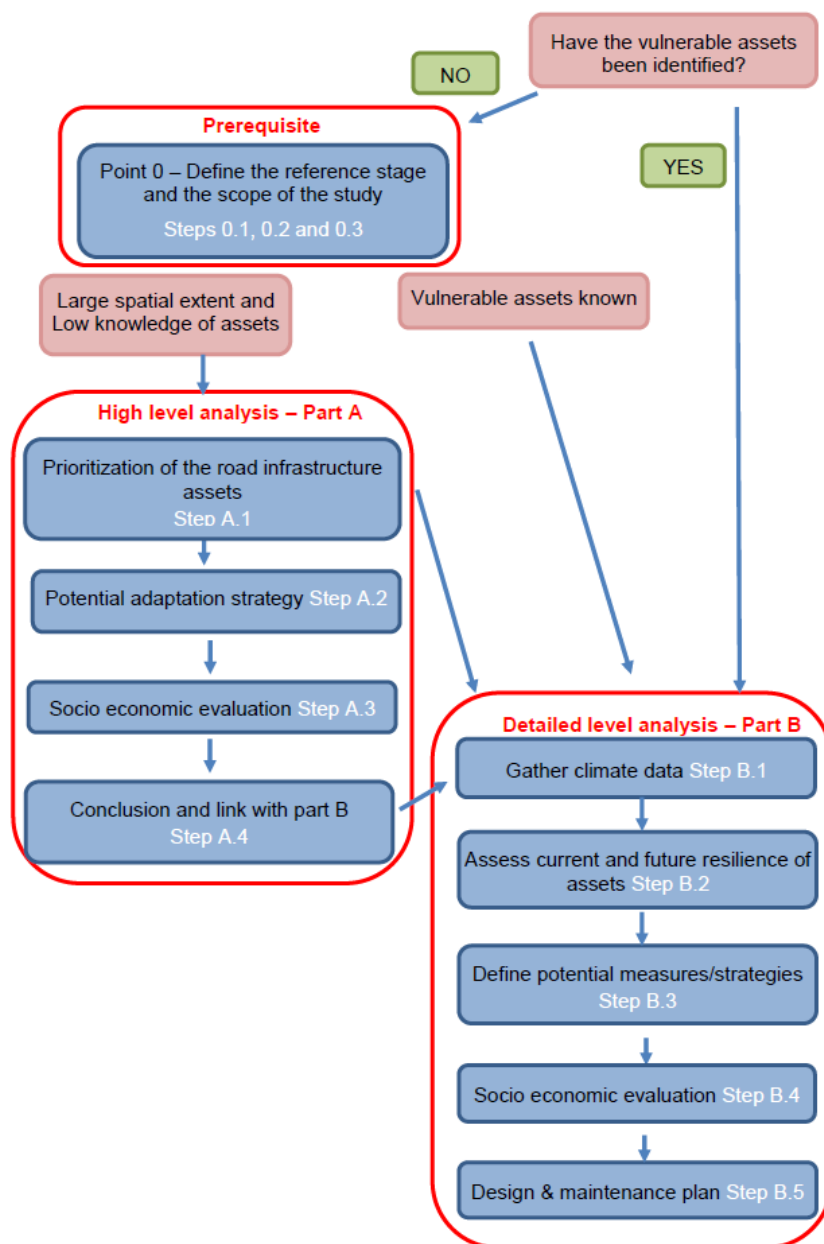 Have the vulnerable assets
been identified?
NO
YES
Prerequisite
Point 0 – Define the reference stage
and the scope of the study
Steps 0.1, 0.2 and 0.3
Large spatial extent and
Low knowledge of assets
Vulnerable assets known
High level analysis – Part A
Prioritization of the road infrastructure
assets
Step A.1
Potential adaptation strategy Step A.2
Socio economic evaluation Step A.3
Conclusion and link with part B
Step A.4
Detailed level analysis – Part B
Gather climate data Step B.1
Assess current and future resilience of
assets Step B.2
Define potential measures/strategies
Step B.3
Socio economic evaluation Step B.4
Design & maintenance plan Step B.5